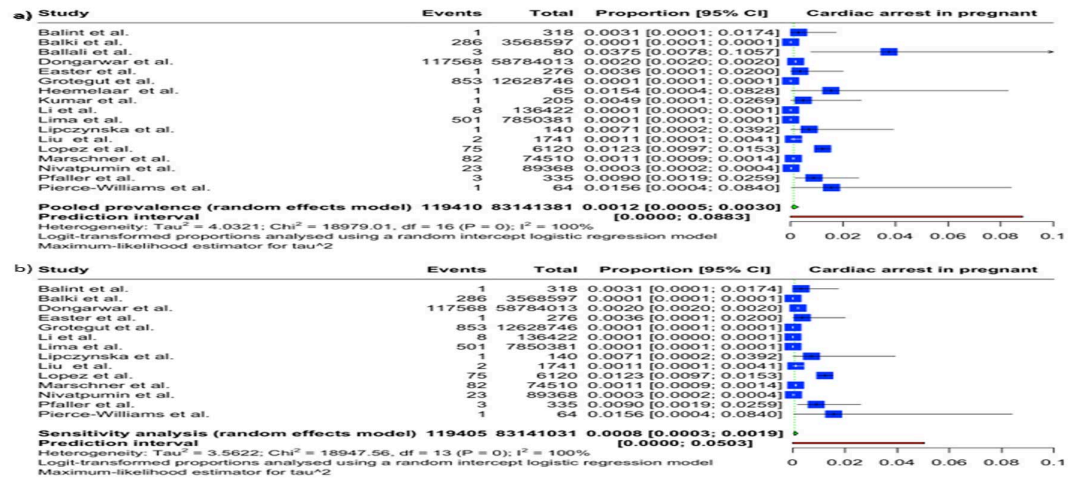 a) Study Events Total Proportion [95% CI] Cardiac arrest in pregnant
Balint et al. 1 318 0.0031 [0.0001; 0.0174]
Balki et al. 286 3568597 0.0001 [0.0001; 0.0001]
Ballali et al. 3 80 0.0375 [0.0078; 0.1057]
Dongarwar et al. 117568 58784013 0.0020 [0.0020; 0.0020]
Easter et al. 1 276 0.0036 [0.0001; 0.0200]
Grotegut et al. 853 12628746 0.0001 [0.0001; 0.0001]
Heemelaar et al. 1 65 0.0154 [0.0004; 0.0828]
Kumar et al. 1 205 0.0049 [0.0001; 0.0269]
Li et al. 8 136422 0.0001 [0.0000; 0.0001]
Lima et al. 501 7850381 0.0001 [0.0001; 0.0001]
Lipczynska et al. 1 140 0.0071 [0.0002; 0.0392]
Liu et al. 2 1741 0.0011 [0.0001; 0.0041]
Lopez et al. 75 6120 0.0123 [0.0097; 0.0153]
Marschner et al. 82 74510 0.0011 [0.0009; 0.0014]
Nivatpumin et al. 23 89368 0.0003 [0.0002; 0.0004]
Pfaller et al. 3 335 0.0090 [0.0019; 0.0259]
Pierce-Williams et al. 1 64 0.0156 [0.0004; 0.0840]
Pooled prevalence (random effects model) 119410 83141381 0.0012 [0.0005; 0.0030]
Prediction interval [0.0000; 0.0883]
Heterogeneity: Tau² = 4.0321; Chi² = 18979.01, df = 16 (P = 0); I² = 100%
0 0.02 0.04 0.06 0.08 0.1
Logit-transformed proportions analysed using a random intercept logistic regression model
Maximum-likelihood estimator for tau^2
b) Study Events Total Proportion [95% CI] Cardiac arrest in pregnant
Balint et al. 1 318 0.0031 [0.0001; 0.0174]
Balki et al. 286 3568597 0.0001 [0.0001; 0.0001]
Dongarwar et al. 117568 58784013 0.0020 [0.0020; 0.0020]
Easter et al. 1 276 0.0036 [0.0001; 0.0200]
Grotegut et al. 853 12628746 0.0001 [0.0001; 0.0001]
Li et al. 8 136422 0.0001 [0.0000; 0.0001]
Lima et al. 501 7850381 0.0001 [0.0001; 0.0001]
Lipczynska et al. 1 140 0.0071 [0.0002; 0.0392]
Liu et al. 2 1741 0.0011 [0.0001; 0.0041]
Lopez et al. 75 6120 0.0123 [0.0097; 0.0153]
Marschner et al. 82 74510 0.0011 [0.0009; 0.0014]
Nivatpumin et al. 23 89368 0.0003 [0.0002; 0.0004]
Pfaller et al. 3 335 0.0090 [0.0019; 0.0259]
Pierce-Williams et al. 1 64 0.0156 [0.0004; 0.0840]
Sensitivity analysis (random effects model) 119405 83141031 0.0008 [0.0003; 0.0019]
Prediction interval [0.0000; 0.0503]
Heterogeneity: Tau² = 3.5622; Chi² = 18947.56, df = 13 (P = 0); I² = 100%
0 0.02 0.04 0.06 0.08 0.1
Logit-transformed proportions analysed using a random intercept logistic regression model
Maximum-likelihood estimator for tau^2